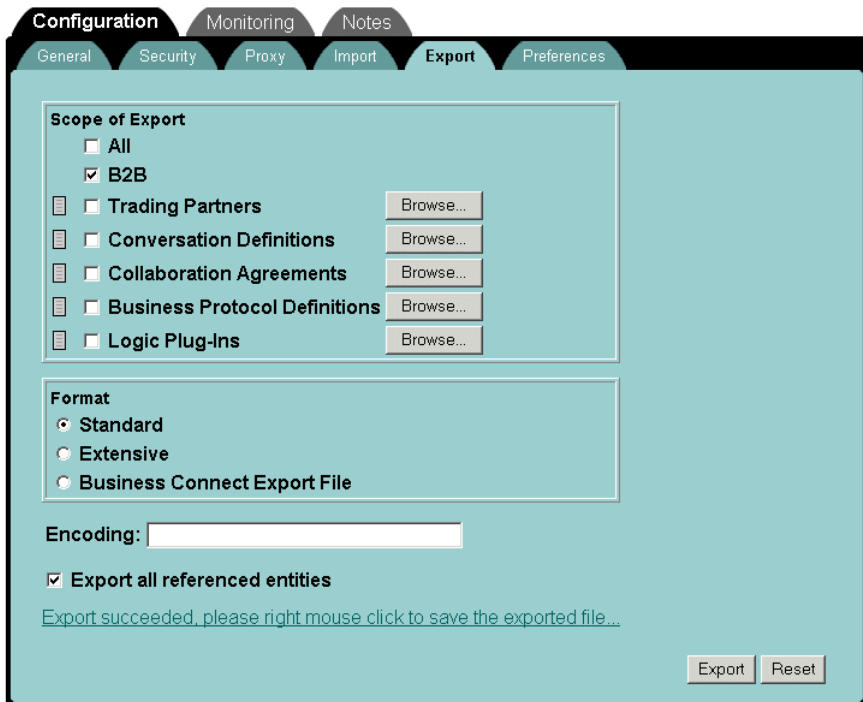 Configuration Monitoring Notes
General Security Proxy Import Export Preferences
Scope of Export
All
B2B
Trading Partners Browse...
Conversation Definitions Browse...
Collaboration Agreements Browse...
Business Protocol Definitions Browse...
Logic Plug-Ins Browse...
Format
Standard
Extensive
Business Connect Export File
Encoding:
Export all referenced entities
Export succeeded, please right mouse click to save the exported file...
Export Reset